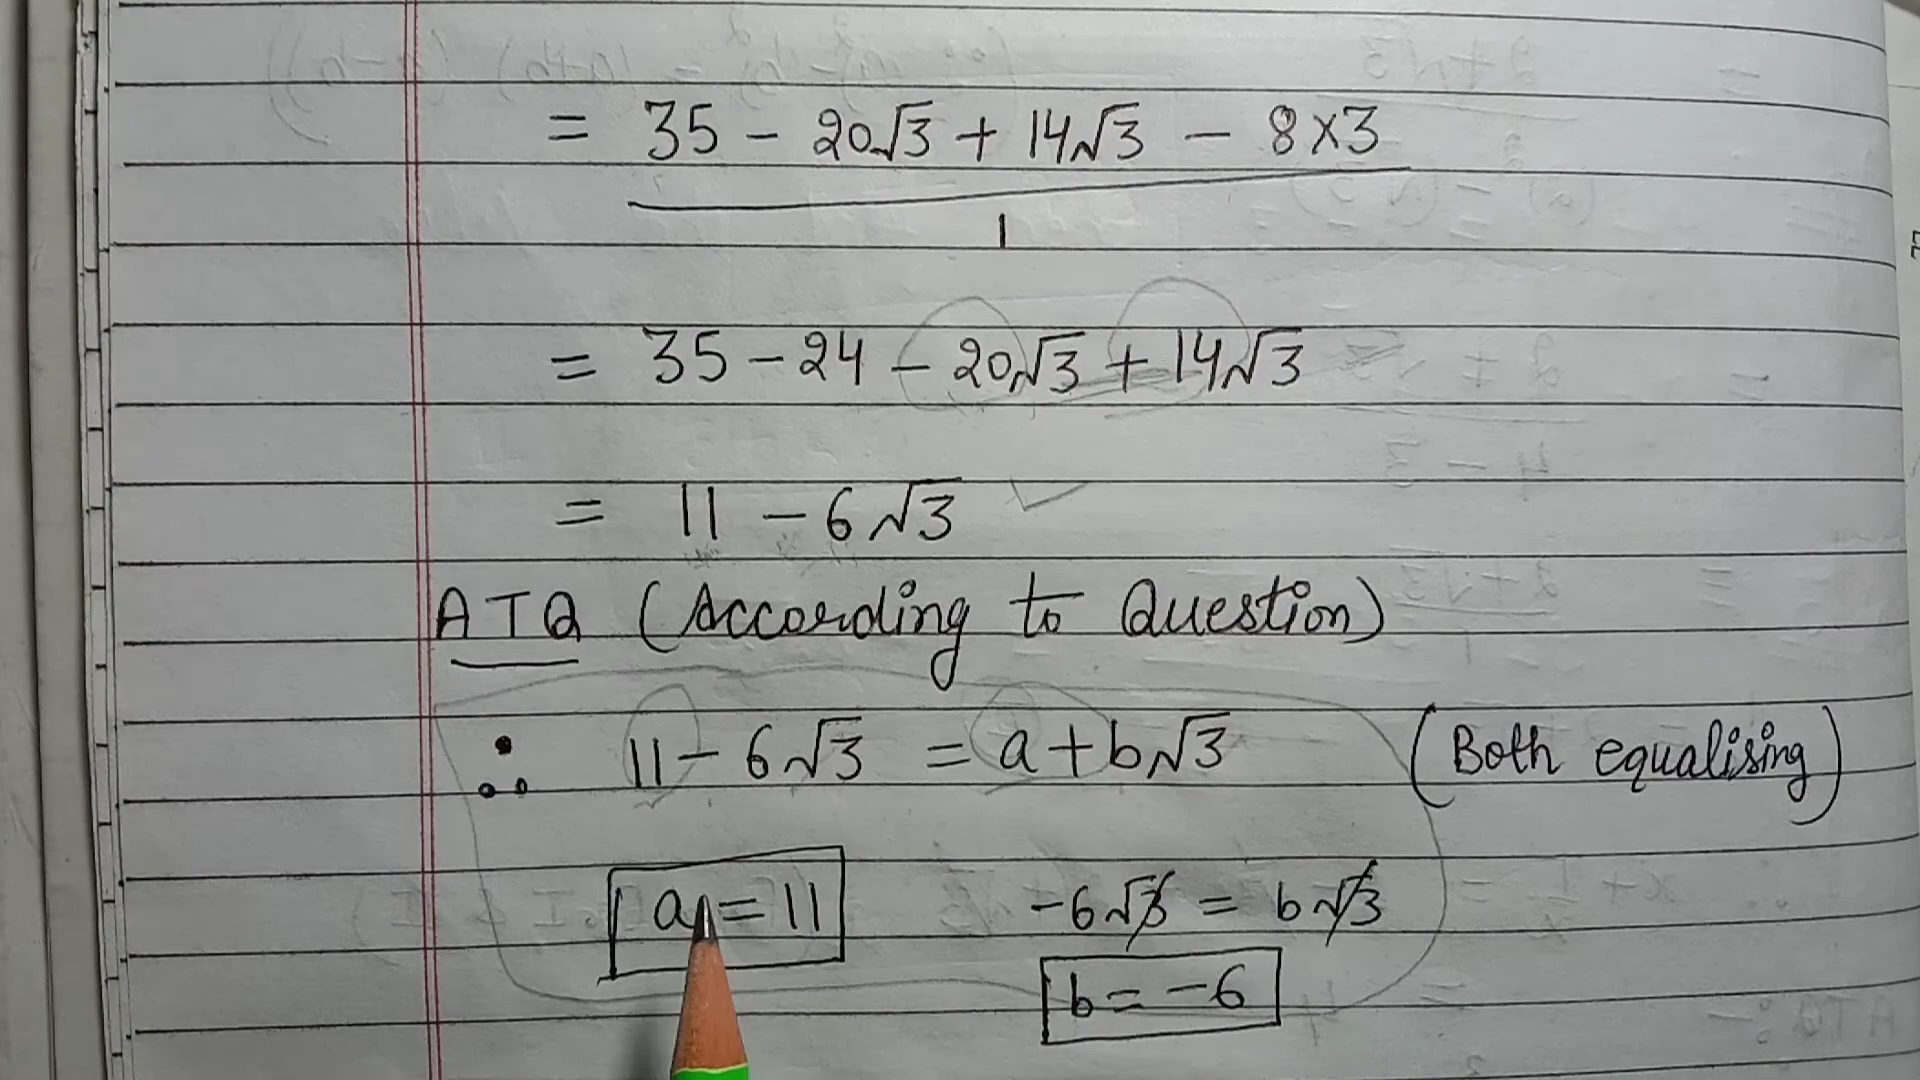 = 35 - 20√3 + 14√3 - 8×3
1
= 35 - 24 - 20√3 + 14√3
= 11 - 6√3
ATQ (According to Question)
∴ 11 - 6√3 = a + b√3 (Both equalising)
a = 11 -6√3 = b√3
b = -6